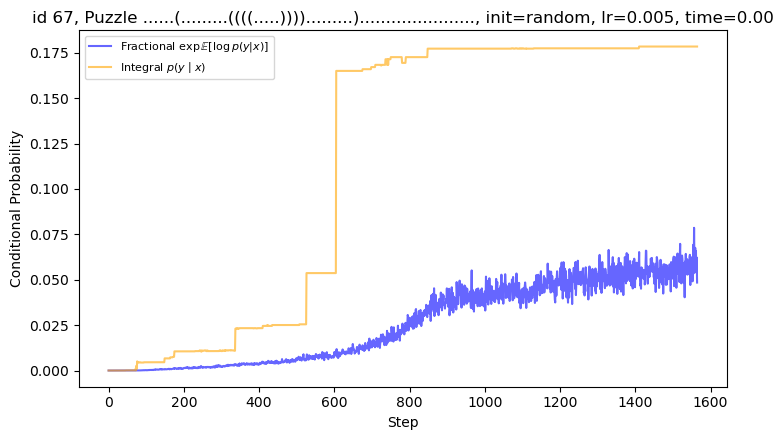 id 67, Puzzle ......(.........((((.....)))).........)......................, init=random, lr=0.005, time=0.00
Fractional exp𝔼[log p(y|x)]
Integral p(y | x)
Conditional Probability
0.175
0.150
0.125
0.100
0.075
0.050
0.025
0.000
0 200 400 600 800 1000 1200 1400 1600
Step